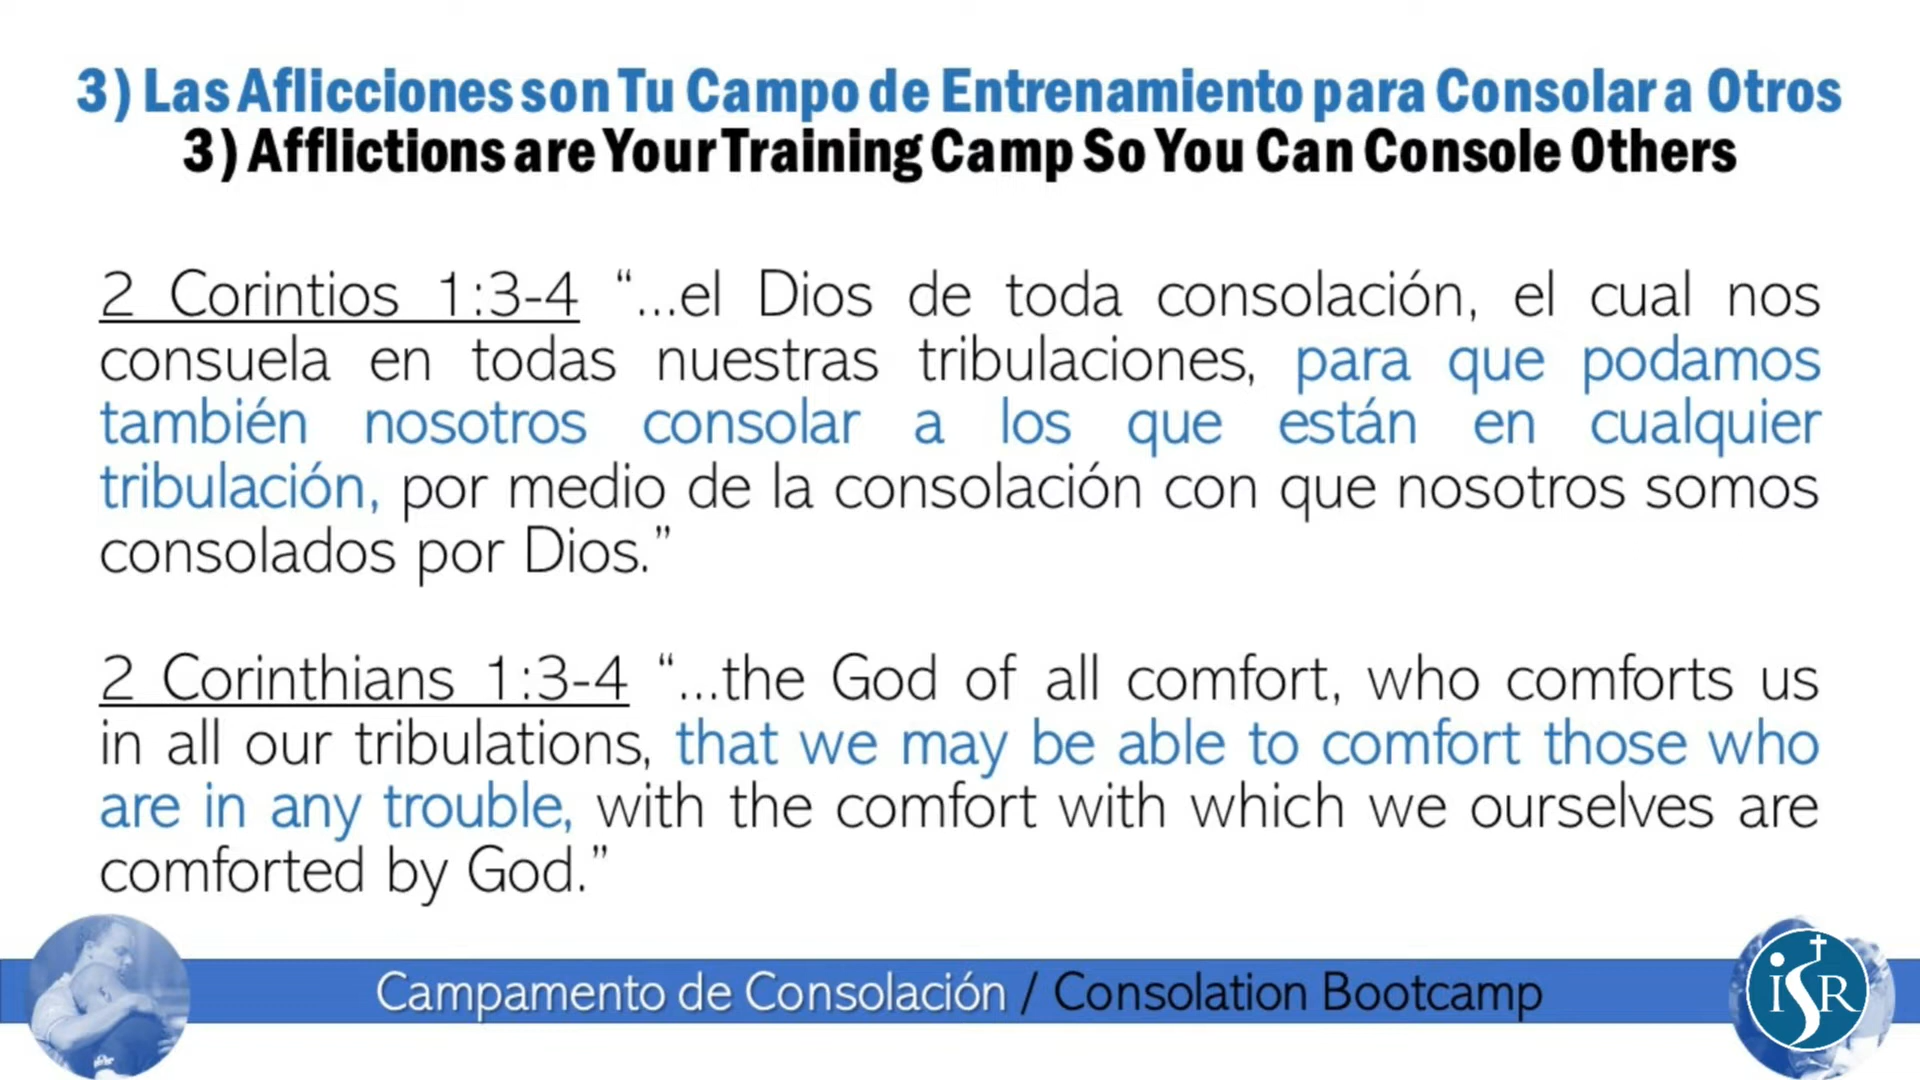 3) Las Aflicciones son Tu Campo de Entrenamiento para Consolar a Otros
3) Afflictions are Your Training Camp So You Can Console Others
2 Corintios 1:3-4 “...el Dios de toda consolación, el cual nos
consuela en todas nuestras tribulaciones, para que podamos
también nosotros consolar a los que están en cualquier
tribulación, por medio de la consolación con que nosotros somos
consolados por Dios.”
2 Corinthians 1:3-4 “...the God of all comfort, who comforts us
in all our tribulations, that we may be able to comfort those who
are in any trouble, with the comfort with which we ourselves are
comforted by God.”
Campamento de Consolación / Consolation Bootcamp
iSR